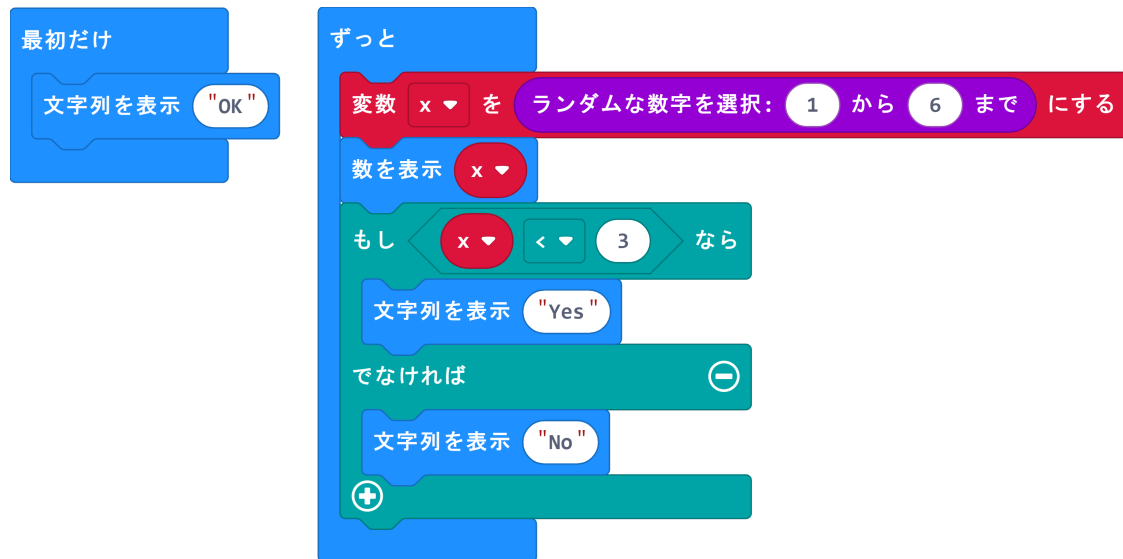 最初だけ
文字列を表示 "OK"
ずっと
変数 x を ランダムな数字を選択: 1 から 6 まで にする
数を表示 x
もし x < 3 なら
文字列を表示 "Yes"
でなければ
文字列を表示 "No"